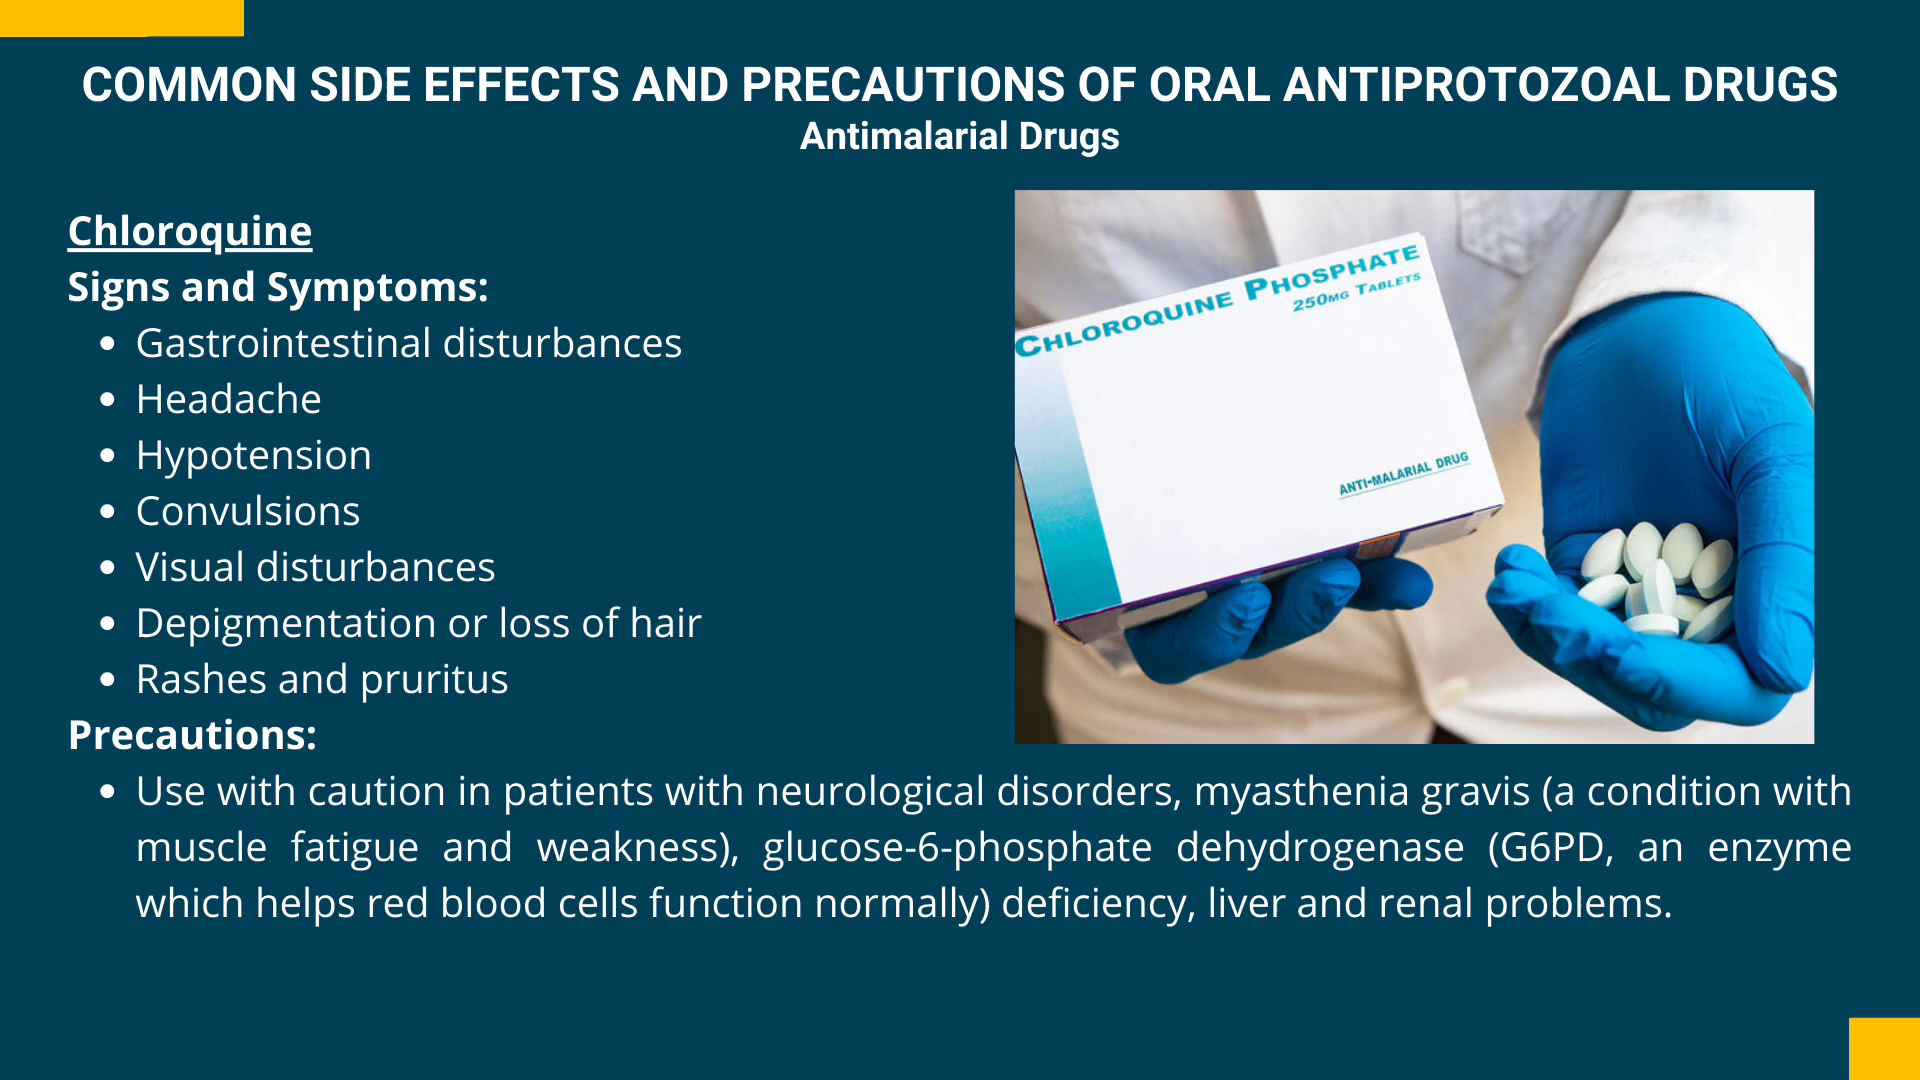 COMMON SIDE EFFECTS AND PRECAUTIONS OF ORAL ANTIPROTOZOAL DRUGS
Antimalarial Drugs
Chloroquine
Signs and Symptoms:
• Gastrointestinal disturbances
• Headache
• Hypotension
• Convulsions
• Visual disturbances
• Depigmentation or loss of hair
• Rashes and pruritus
Precautions:
• Use with caution in patients with neurological disorders, myasthenia gravis (a condition with
muscle fatigue and weakness), glucose-6-phosphate dehydrogenase (G6PD, an enzyme
which helps red blood cells function normally) deficiency, liver and renal problems.
CHLOROQUINE PHOSPHATE
250MG TABLETS
ANTI-MALARIAL DRUG